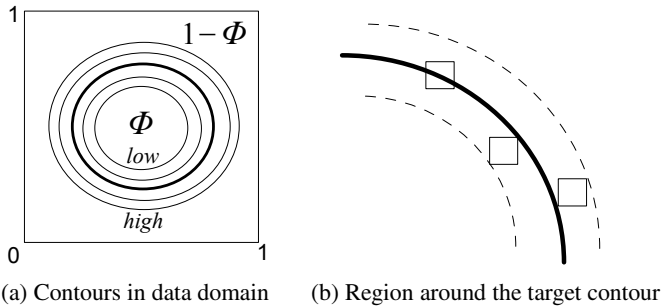 1
1−Φ
Φ
low
high
0
1
(a) Contours in data domain
(b) Region around the target contour